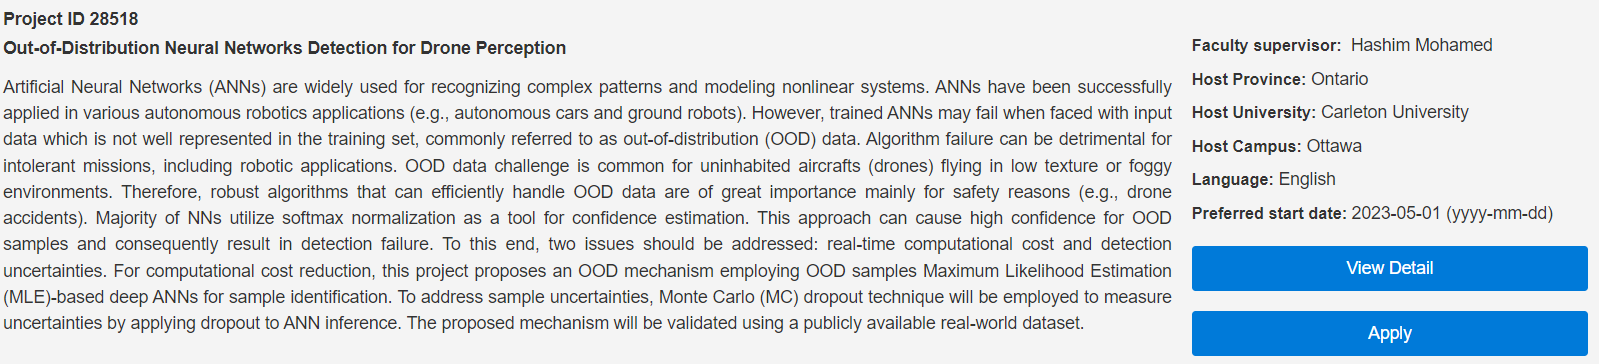 Project ID 28518
Out-of-Distribution Neural Networks Detection for Drone Perception
Artificial Neural Networks (ANNs) are widely used for recognizing complex patterns and modeling nonlinear systems. ANNs have been successfully
applied in various autonomous robotics applications (e.g., autonomous cars and ground robots). However, trained ANNs may fail when faced with input
data which is not well represented in the training set, commonly referred to as out-of-distribution (OOD) data. Algorithm failure can be detrimental for
intolerant missions, including robotic applications. OOD data challenge is common for uninhabited aircrafts (drones) flying in low texture or foggy
environments. Therefore, robust algorithms that can efficiently handle OOD data are of great importance mainly for safety reasons (e.g., drone
accidents). Majority of NNs utilize softmax normalization as a tool for confidence estimation. This approach can cause high confidence for OOD
samples and consequently result in detection failure. To this end, two issues should be addressed: real-time computational cost and detection
uncertainties. For computational cost reduction, this project proposes an OOD mechanism employing OOD samples Maximum Likelihood Estimation
(MLE)-based deep ANNs for sample identification. To address sample uncertainties, Monte Carlo (MC) dropout technique will be employed to measure
uncertainties by applying dropout to ANN inference. The proposed mechanism will be validated using a publicly available real-world dataset.
Faculty supervisor: Hashim Mohamed
Host Province: Ontario
Host University: Carleton University
Host Campus: Ottawa
Language: English
Preferred start date: 2023-05-01 (yyyy-mm-dd)
View Detail
Apply